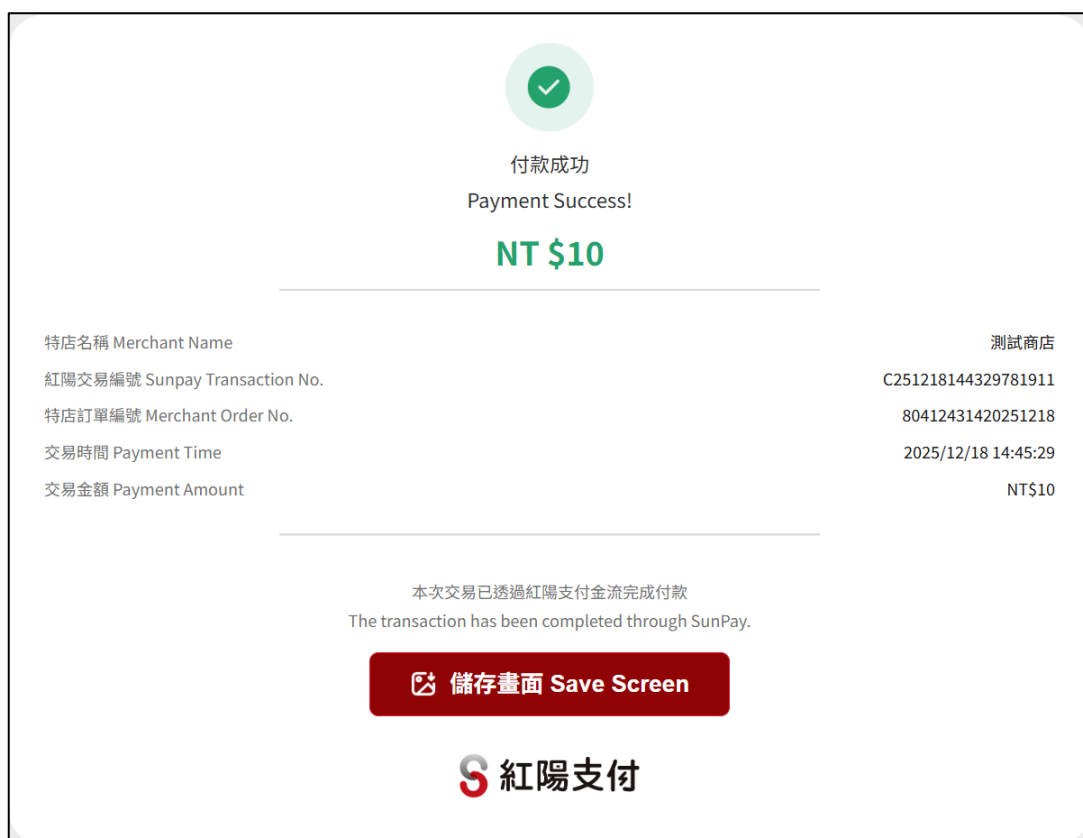 付款成功
Payment Success!
NT $10
特店名稱 Merchant Name 測試商店
紅陽交易編號 Sunpay Transaction No. C251218144329781911
特店訂單編號 Merchant Order No. 80412431420251218
交易時間 Payment Time 2025/12/18 14:45:29
交易金額 Payment Amount NT$10
本次交易已透過紅陽支付金流完成付款
The transaction has been completed through SunPay.
儲存畫面 Save Screen
紅陽支付